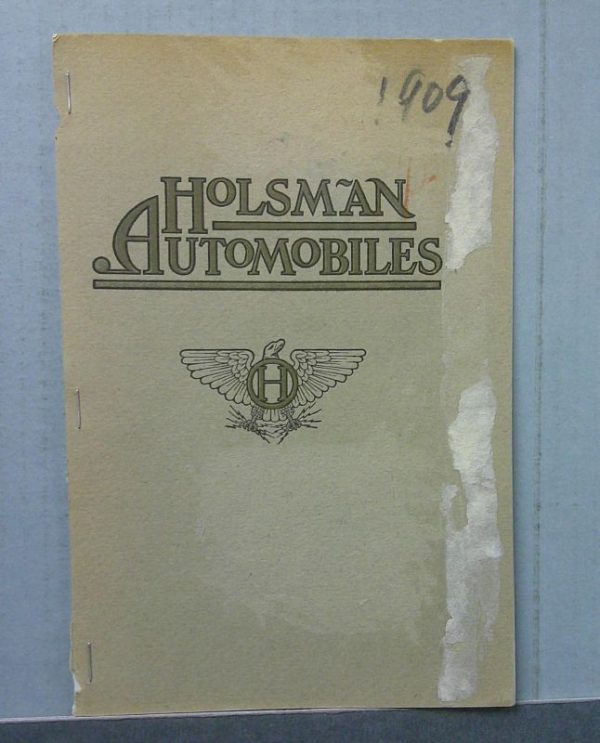 1909
HOLSMAN
AUTOMOBILES
H